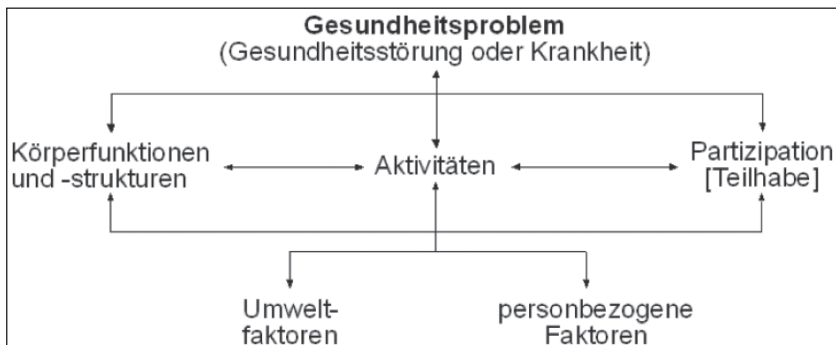 Gesundheitsproblem
(Gesundheitsstörung oder Krankheit)
Körperfunktionen
und -strukturen
Aktivitäten
Partizipation
[Teilhabe]
Umwelt-
faktoren
personbezogene
Faktoren